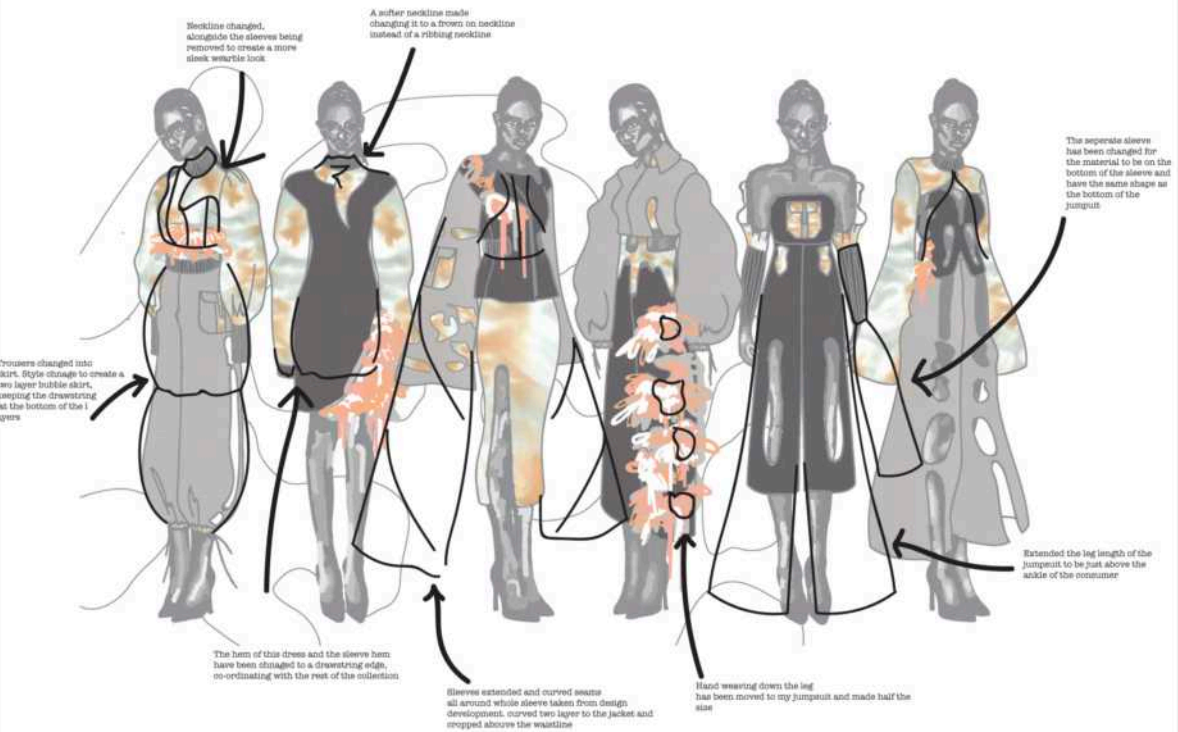 Neckline changed,
alongside the sleeves being
removed to create a more
sleek wearble look
A softer neckline made
changing it to a frown on neckline
instead of a ribbing neckline
The seperate sleeve
has been changed for
the material to be on the
bottom of the sleeve and
have the same shape as
the bottom of the
jumpuit
Trousers changed into
skirt. Style chnage to create a
two layer bubble skirt,
keeping the drawstring
at the bottom of the l
ayers
Extended the leg length of the
jumpsuit to be just above the
ankle of the consumer
The hem of this dress and the sleeve hem
have been chnaged to a drawstring edge,
co-ordinating with the rest of the collection
Sleeves extended and curved seams
all around whole sleeve taken from design
development. curved two layer to the jacket and
cropped abouve the waistline
Hand weaving down the leg
has been moved to my jumpsuit and made half the
size